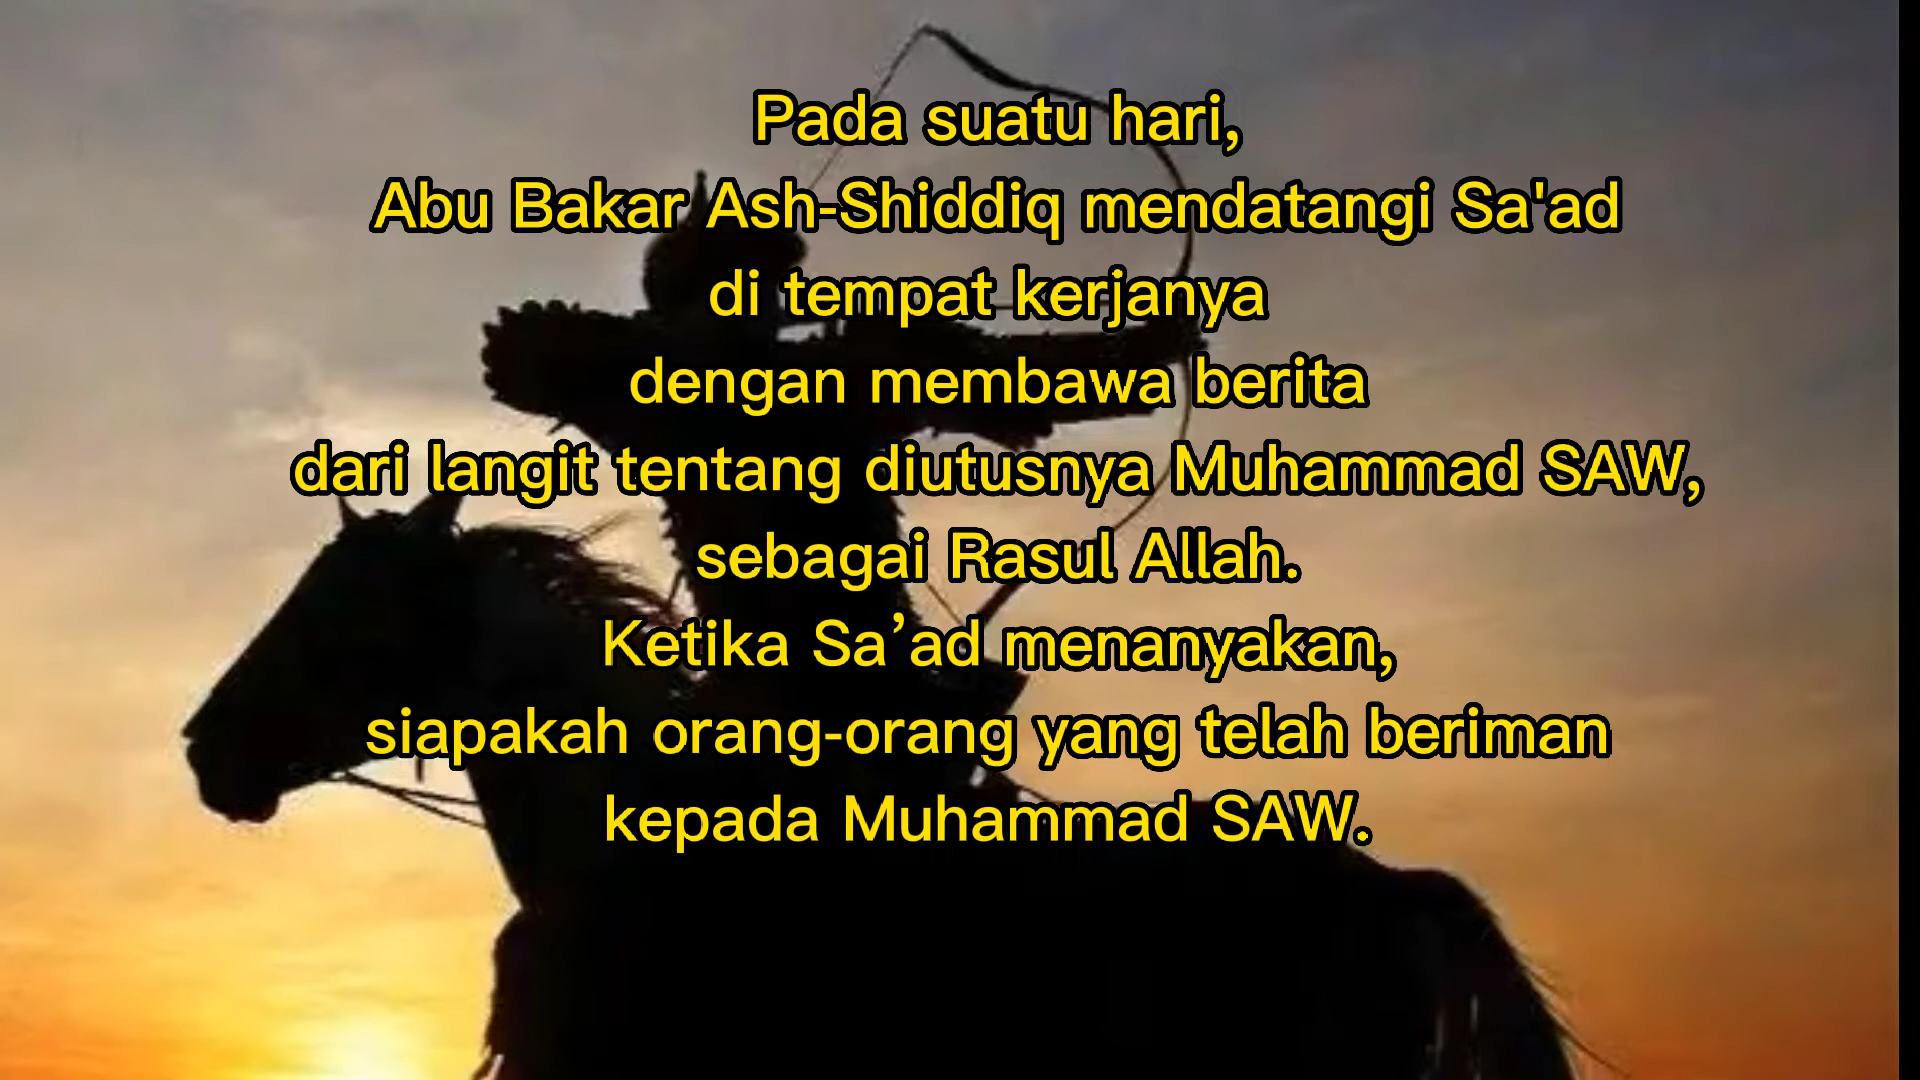 Pada suatu hari,
Abu Bakar Ash-Shiddiq mendatangi Sa'ad
di tempat kerjanya
dengan membawa berita
dari langit tentang diutusnya Muhammad SAW,
sebagai Rasul Allah.
Ketika Sa’ad menanyakan,
siapakah orang-orang yang telah beriman
kepada Muhammad SAW.